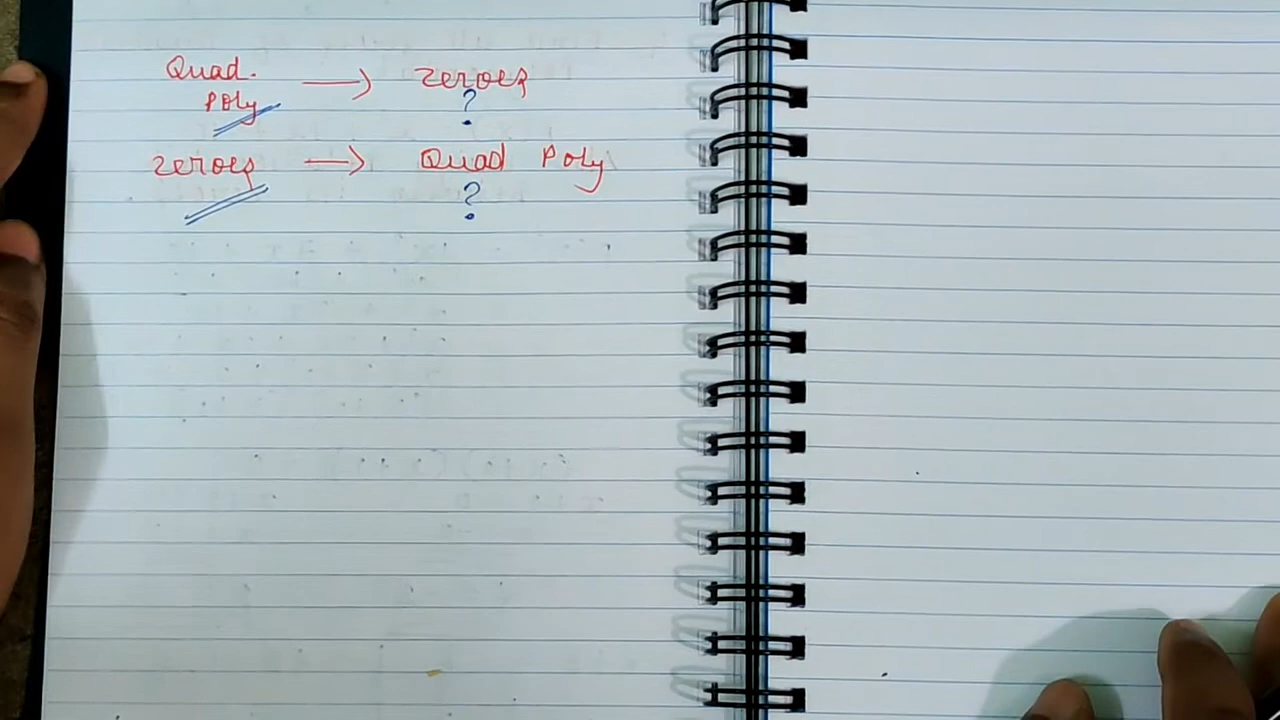 Quad. Poly → zeroes
?
zeroes → Quad Poly
?